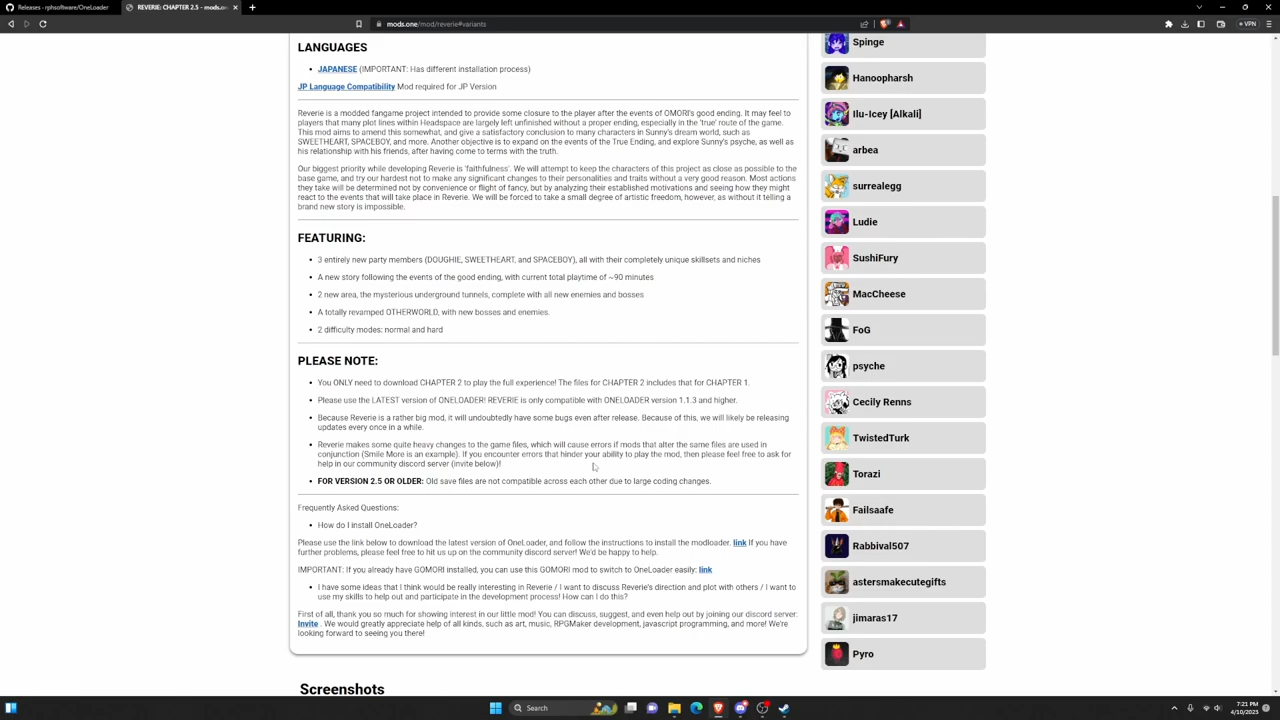 Releases - rphsoftware/OneLoader
REVERIE: CHAPTER 2.5 - mods.on
mods.one/mod/reverie#variants
VPN
LANGUAGES
JAPANESE (IMPORTANT: Has different installation process)
JP Language Compatibility Mod required for JP Version
Reverie is a modded fangame project intended to provide some closure to the player after the events of OMORI's good ending. It may feel to
players that many plot lines within Headspace are largely left unfinished without a proper ending, especially in the 'true' route of the game.
This mod aims to amend this somewhat, and give a satisfactory conclusion to many characters in Sunny's dream world, such as
SWEETHEART, SPACEBOY, and more. Another objective is to expand on the events of the True Ending, and explore Sunny's psyche, as well as
his relationship with his friends, after having come to terms with the truth.
Our biggest priority while developing Reverie is 'faithfulness'. We will attempt to keep the characters of this project as close as possible to the
base game, and try our hardest not to make any significant changes to their personalities and traits without a very good reason. Most actions
they take will be determined not by convenience or flight of fancy, but by analyzing their established motivations and seeing how they might
react to the events that will take place in Reverie. We will be forced to take a small degree of artistic freedom, however, as without it telling a
brand new story is impossible.
FEATURING:
3 entirely new party members (DOUGHIE, SWEETHEART, and SPACEBOY), all with their completely unique skillsets and niches
A new story following the events of the good ending, with current total playtime of ~90 minutes
2 new area, the mysterious underground tunnels, complete with all new enemies and bosses
A totally revamped OTHERWORLD, with new bosses and enemies.
2 difficulty modes: normal and hard
PLEASE NOTE:
You ONLY need to download CHAPTER 2 to play the full experience! The files for CHAPTER 2 includes that for CHAPTER 1.
Please use the LATEST version of ONELOADER! REVERIE is only compatible with ONELOADER version 1.1.3 and higher.
Because Reverie is a rather big mod, it will undoubtedly have some bugs even after release. Because of this, we will likely be releasing
updates every once in a while.
Reverie makes some quite heavy changes to the game files, which will cause errors if mods that alter the same files are used in
conjunction (Smile More is an example). If you encounter errors that hinder your ability to play the mod, then please feel free to ask for
help in our community discord server (invite below)!
FOR VERSION 2.5 OR OLDER: Old save files are not compatible across each other due to large coding changes.
Frequently Asked Questions:
How do I install OneLoader?
Please use the link below to download the latest version of OneLoader, and follow the instructions to install the modloader. link If you have
further problems, please feel free to hit us up on the community discord server! We'd be happy to help.
IMPORTANT: If you already have GOMORI installed, you can use this GOMORI mod to switch to OneLoader easily: link
I have some ideas that I think would be really interesting in Reverie / I want to discuss Reverie's direction and plot with others / I want to
use my skills to help out and participate in the development process! How can I do this?
First of all, thank you so much for showing interest in our little mod! You can discuss, suggest, and even help out by joining our discord server:
Invite . We would greatly appreciate help of all kinds, such as art, music, RPGMaker development, javascript programming, and more! We're
looking forward to seeing you there!
Screenshots
Spinge
Hanoopharsh
Ilu-Icey [Alkali]
arbea
surrealegg
Ludie
SushiFury
MacCheese
FoG
psyche
Cecily Renns
TwistedTurk
Torazi
Failsaafe
Rabbival507
astersmakecutegifts
jimaras17
Pyro
Search
7:21 PM
4/10/2023